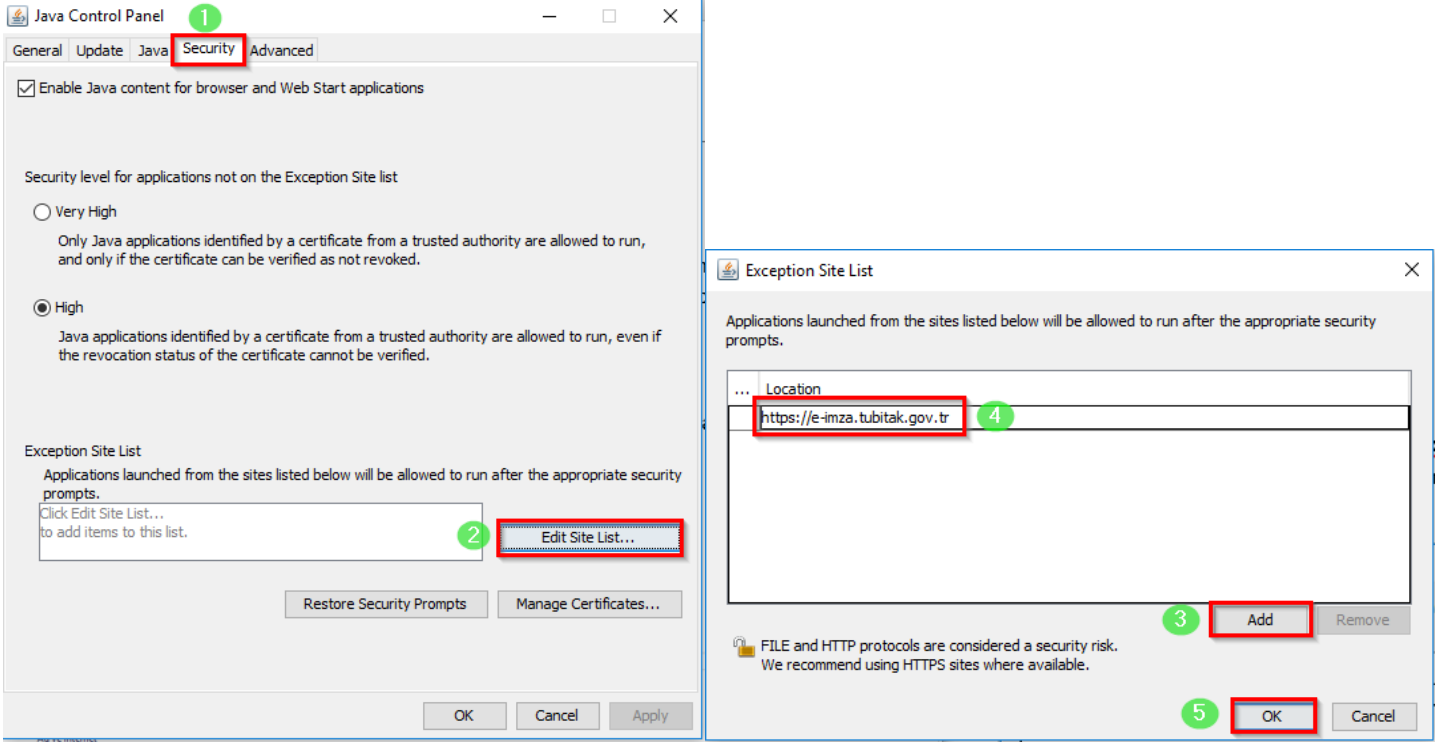 Java Control Panel
1
General Update Java Security Advanced
Enable Java content for browser and Web Start applications
Security level for applications not on the Exception Site list
Very High
Only Java applications identified by a certificate from a trusted authority are allowed to run,
and only if the certificate can be verified as not revoked.
High
Java applications identified by a certificate from a trusted authority are allowed to run, even if
the revocation status of the certificate cannot be verified.
Exception Site List
Applications launched from the sites listed below will be allowed to run after the appropriate security
prompts.
Click Edit Site List...
to add items to this list.
2
Edit Site List...
Restore Security Prompts
Manage Certificates...
OK
Cancel
Apply
Exception Site List
Applications launched from the sites listed below will be allowed to run after the appropriate security
prompts.
... Location
https://e-imza.tubitak.gov.tr
4
3
Add
Remove
FILE and HTTP protocols are considered a security risk.
We recommend using HTTPS sites where available.
5
OK
Cancel